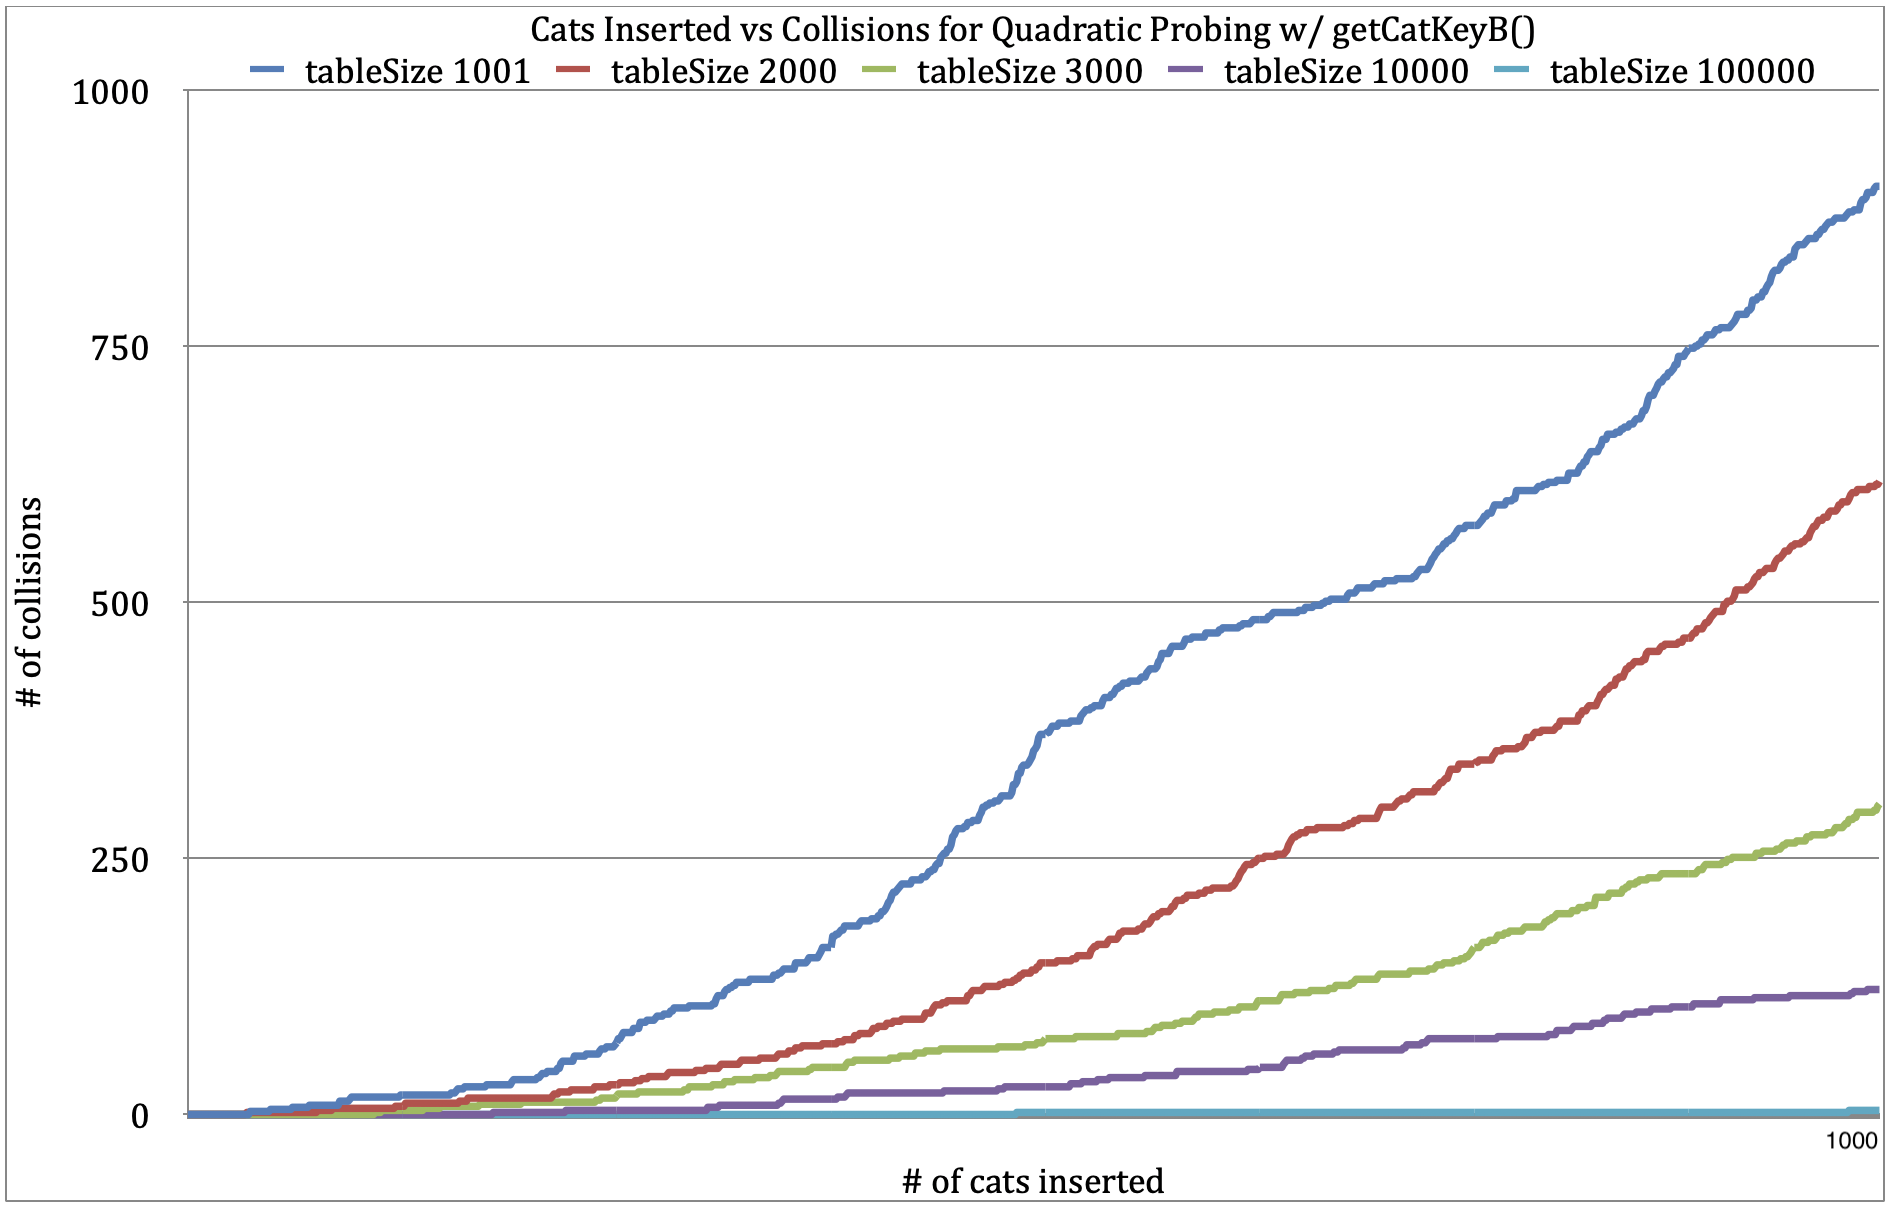 Cats Inserted vs Collisions for Quadratic Probing w/ getCatKeyB()
tableSize 1001 tableSize 2000 tableSize 3000 tableSize 10000 tableSize 100000
1000
750
500
250
0
# of collisions
1000
# of cats inserted